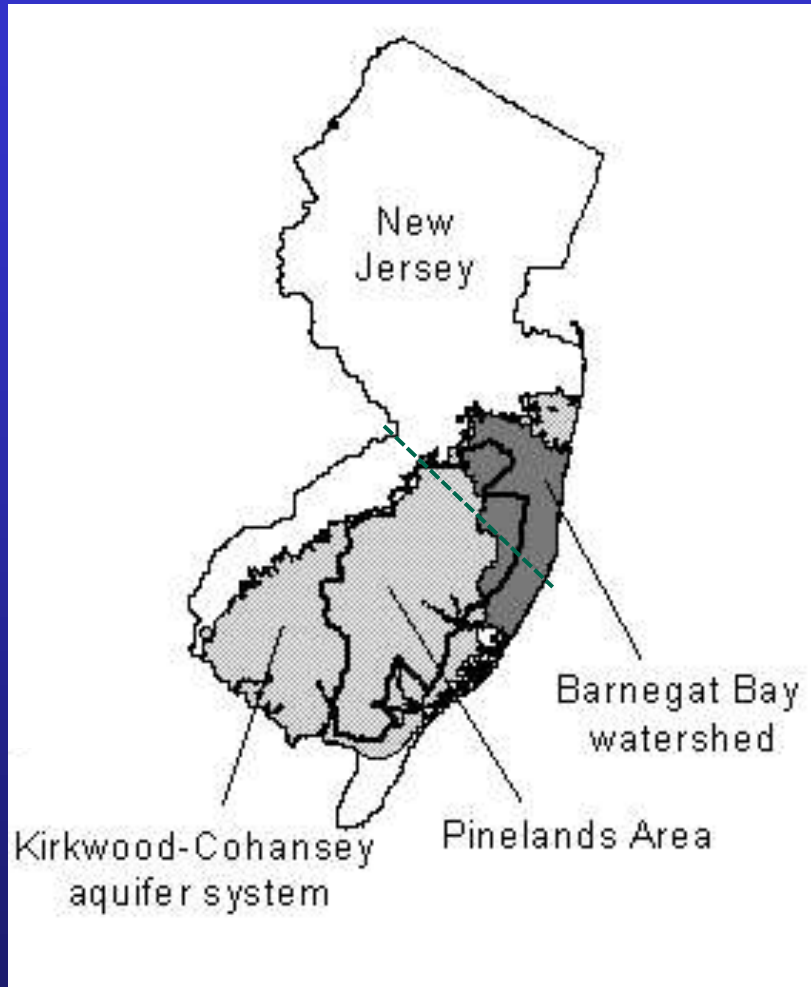 New
Jersey
Barnegat Bay
watershed
Pinelands Area
Kirkwood-Cohansey
aquifer system